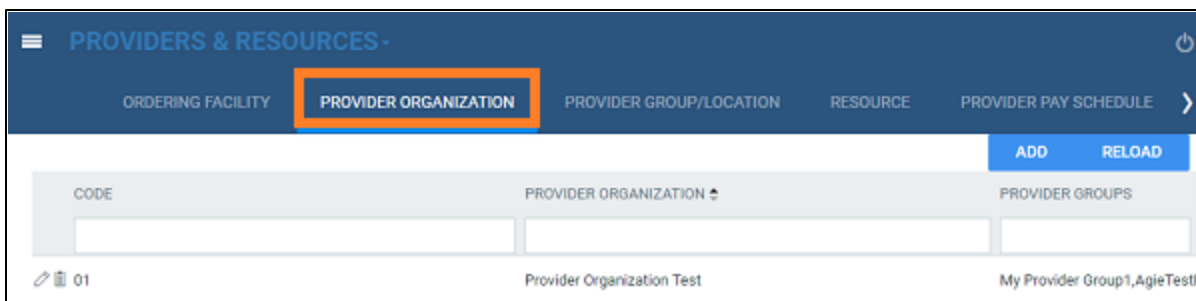 PROVIDERS & RESOURCES
ORDERING FACILITY PROVIDER ORGANIZATION PROVIDER GROUP/LOCATION RESOURCE PROVIDER PAY SCHEDULE
ADD RELOAD
CODE PROVIDER ORGANIZATION PROVIDER GROUPS
01 Provider Organization Test My Provider Group1,AgieTest